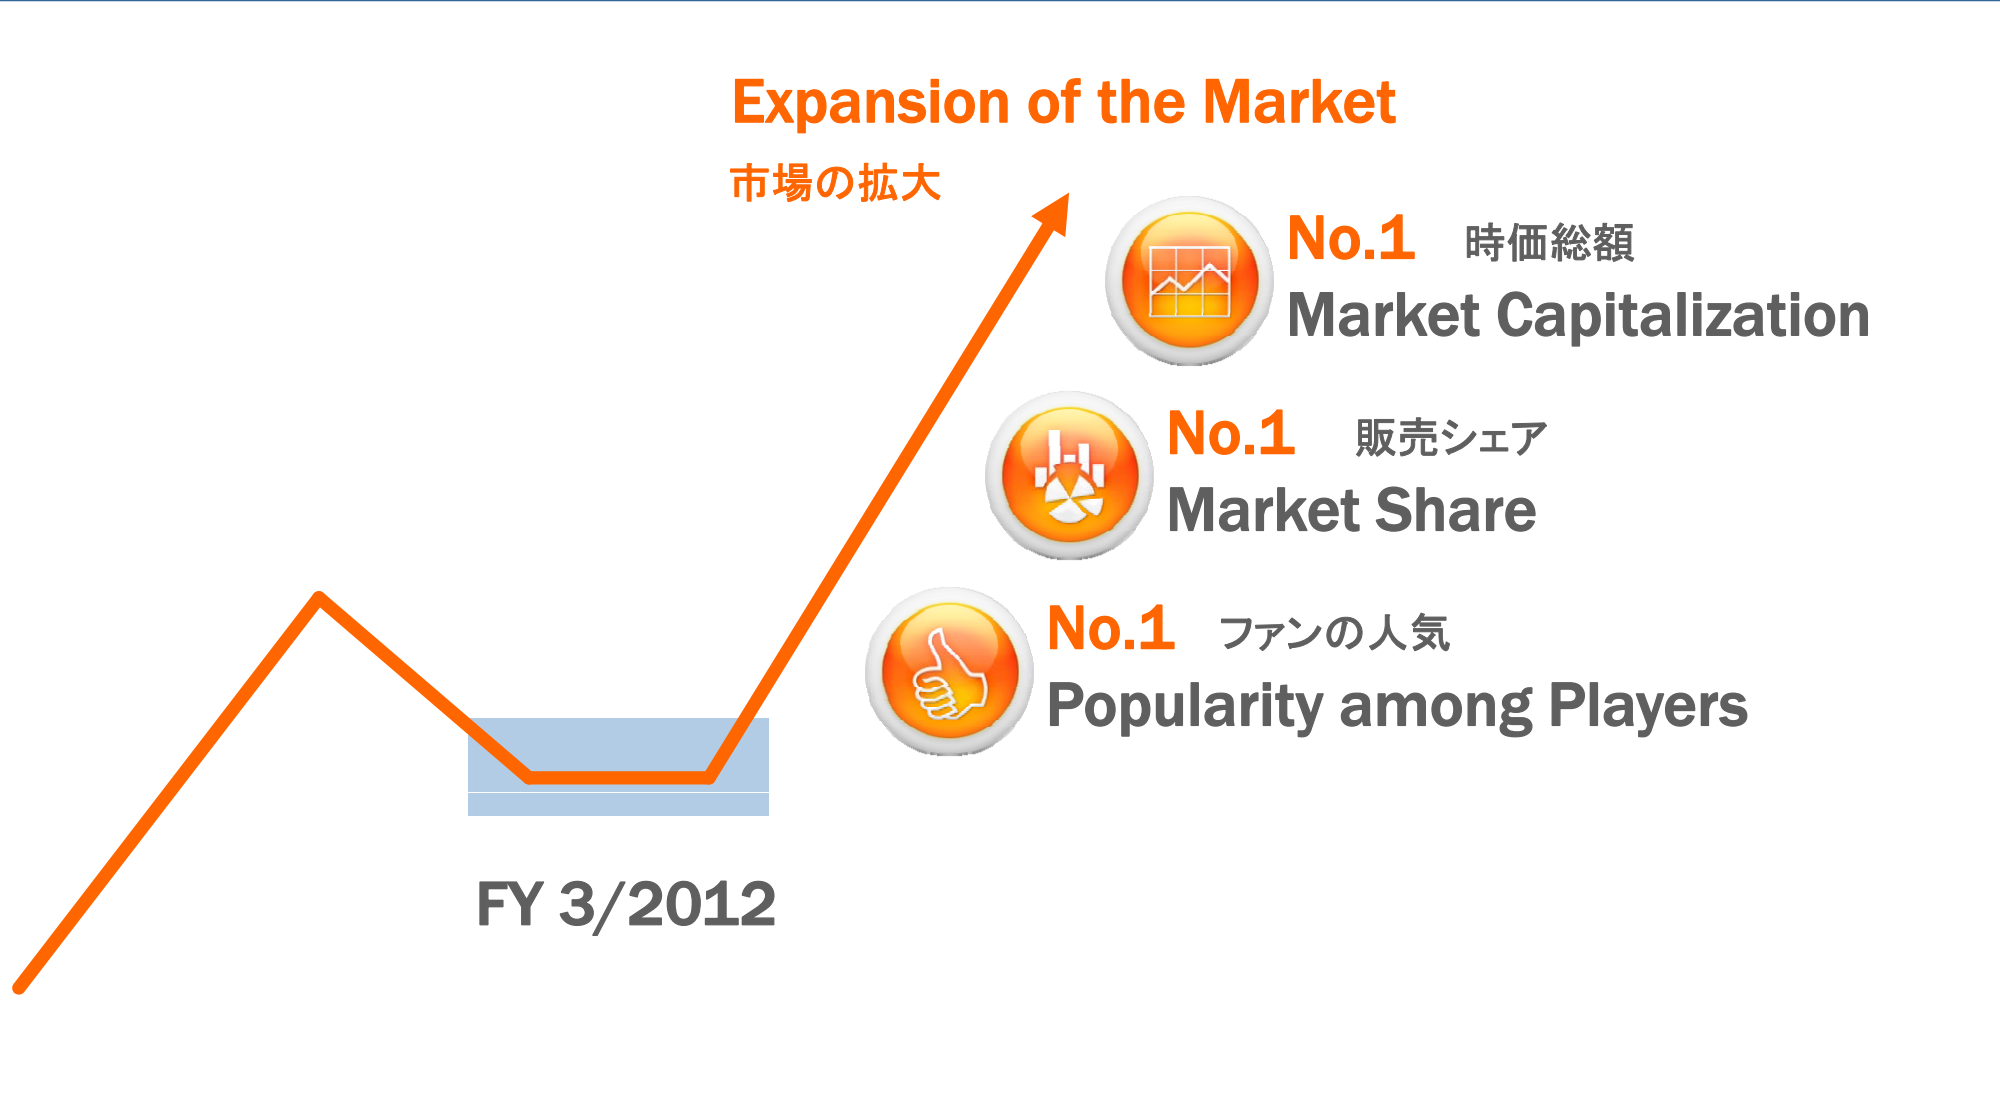 Expansion of the Market
市場の拡大
No.1 時価総額
Market Capitalization
No.1 販売シェア
Market Share
No.1 ファンの人気
Popularity among Players
FY 3/2012